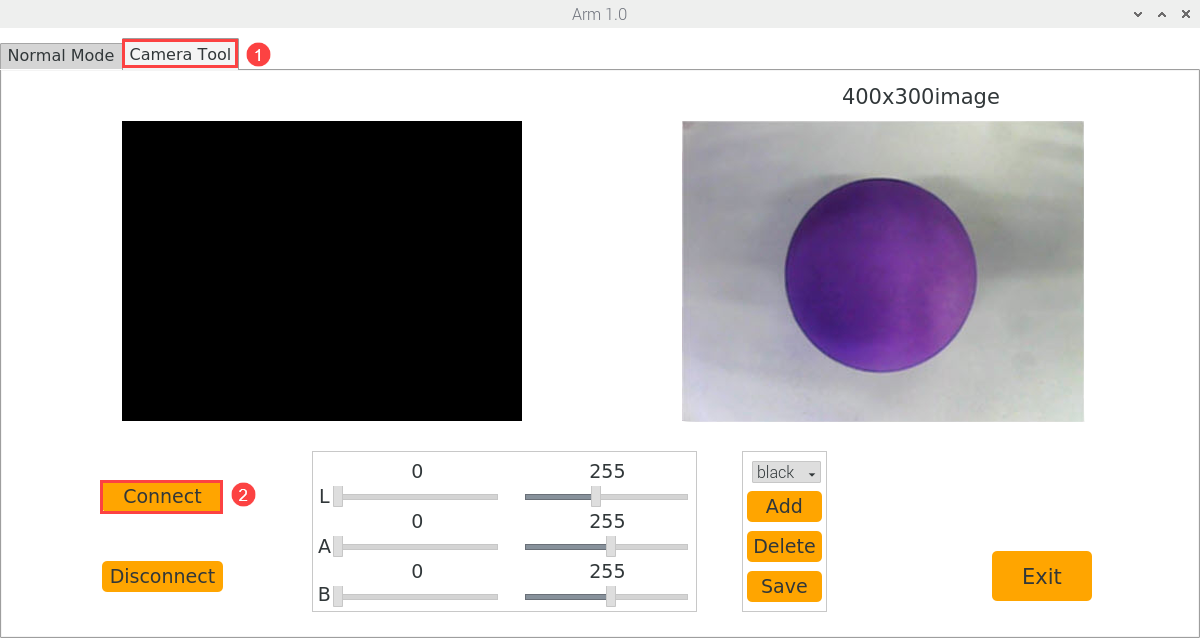 Arm 1.0
Normal Mode
Camera Tool
1
400x300image
Connect
2
Disconnect
0
255
L
0
255
A
0
255
B
black
Add
Delete
Save
Exit